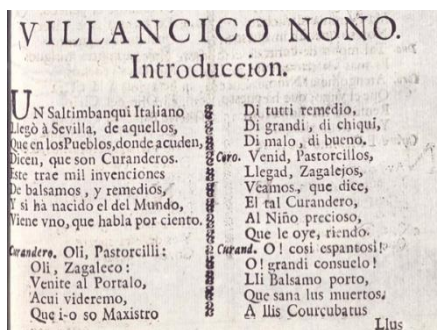 VILLANCICO NONO.
Introduccion.
UN Saltimbanqui Italiano
Llegò à Sevilla, de aquellos,
Que en los Pueblos, donde acuden,
Dicen, que son Curanderos.
Este trae mil invenciones
De balsamos, y remedios,
Y si ha nacido el del Mundo,
Viene vno, que habla por ciento.
Curandero. Oli, Pastorcilli:
Oli, Zagaleco:
Venite al Portalo,
Acui videremo,
Que i-o so Maxistro
Di tutti remedio,
Di grandi, di chiqui,
Di malo, di bueno.
Coro. Venid, Pastorcillos,
Llegad, Zagalejos,
Veamos, que dice,
El tal Curandero,
Al Niño precioso,
Que le oye, riendo.
Curand. O! cosi espantosi!
O! grandi consuelo!
Lli Balsamo porto,
Que sana lus muertos,
A llis Courcubatus
Llus